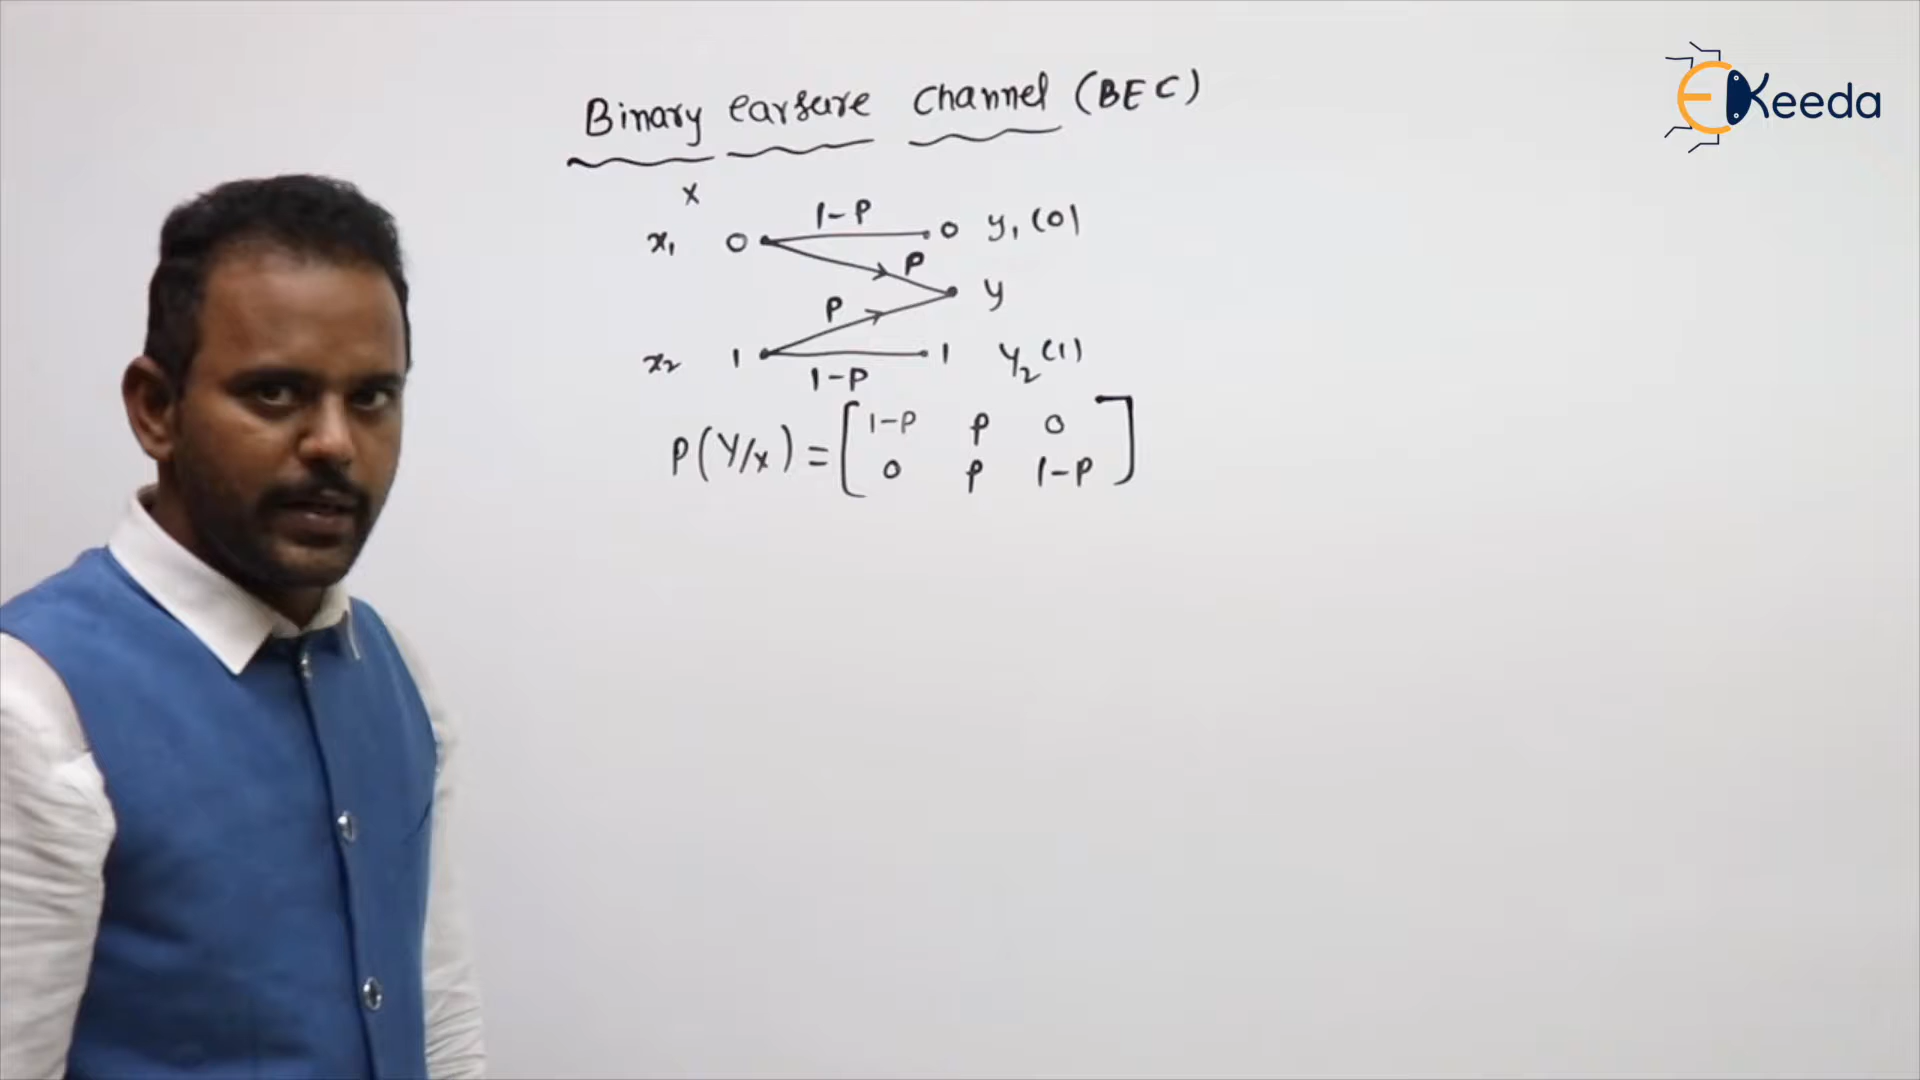 Binary earsure Channel (BEC)
EKeeda
X
1-P
x1 0 0 y1 (0)
P
P y
x2 1 1 y2 (1)
1-P
P(Y/x) = [1-P P 0
0 P 1-P]